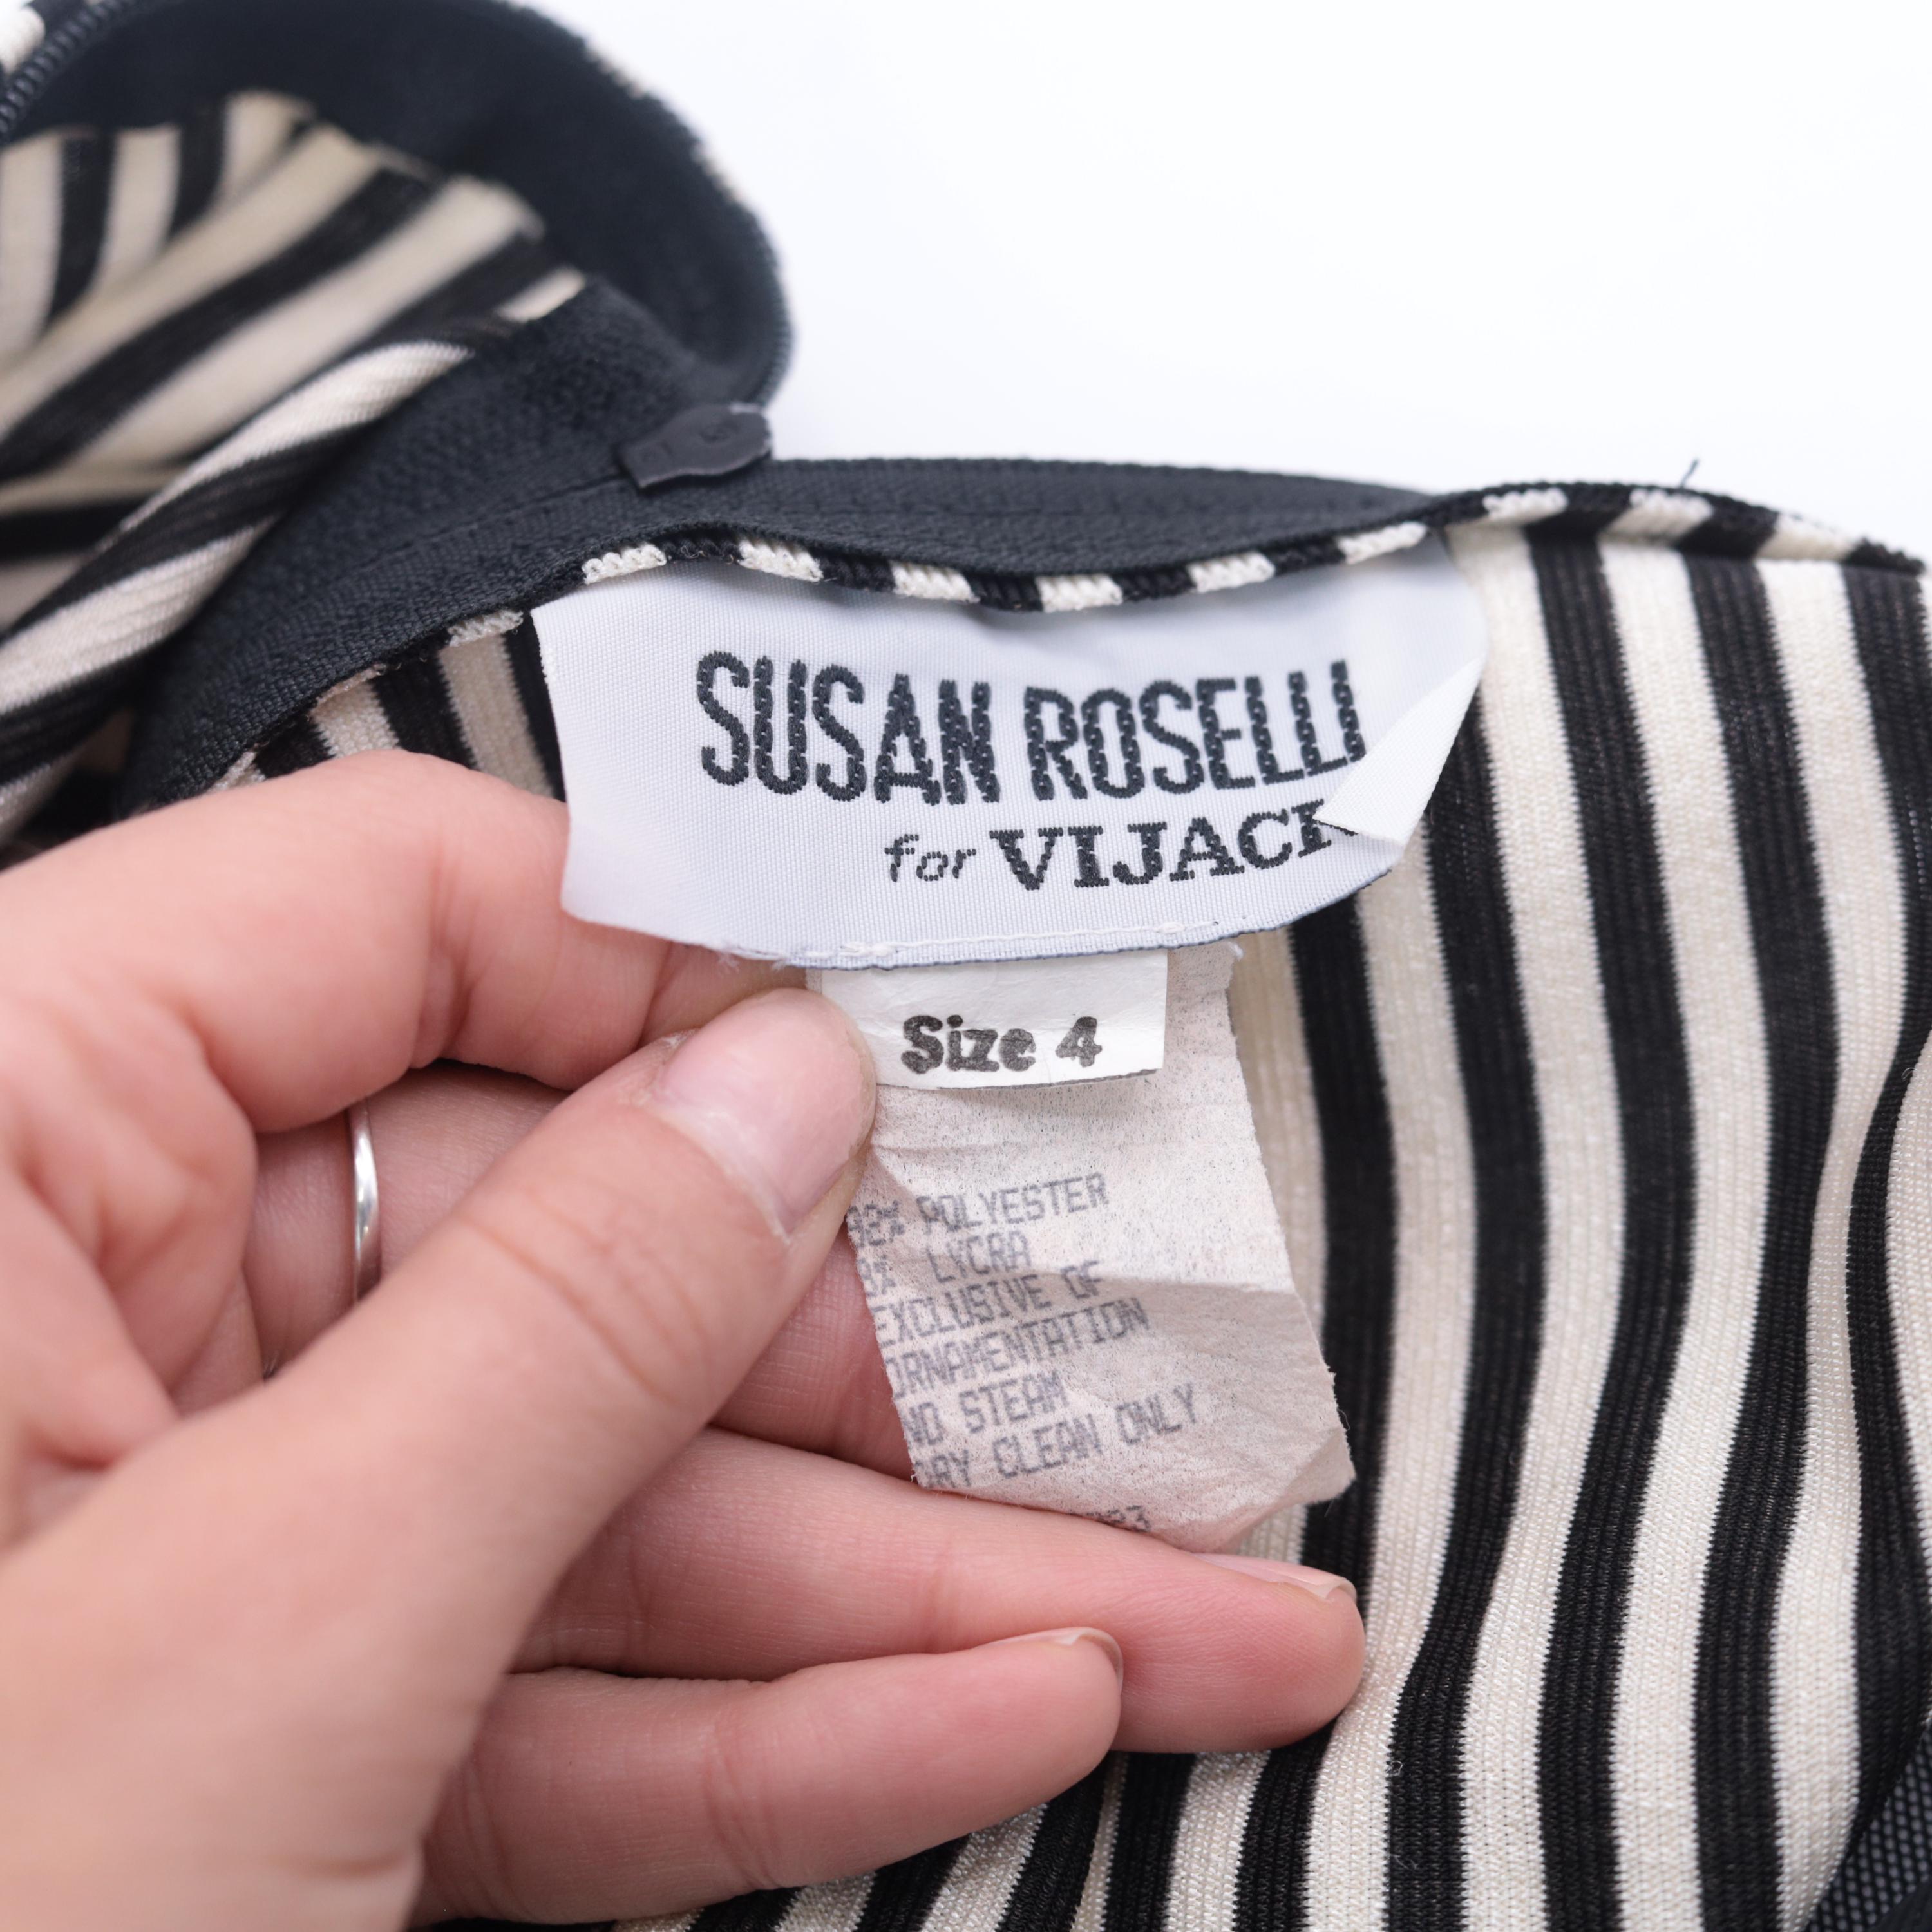 SUSAN ROSELLI
for VIJACK
Size 4
POLYESTER
LYCRA
EXCLUSIVE OF
ORNAMENTATION
NO STEAM
DRY CLEAN ONLY